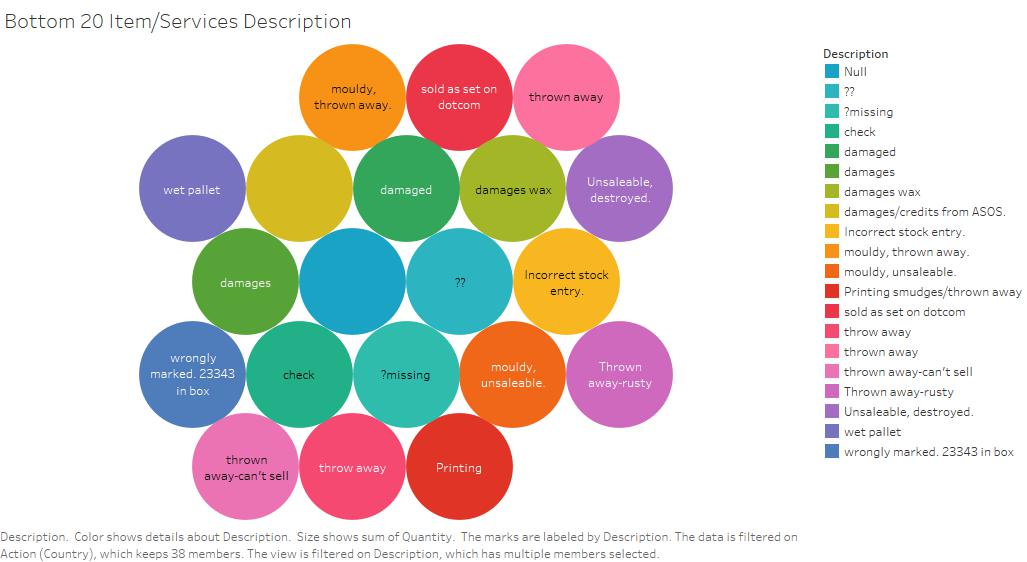 Bottom 20 Item/Services Description
mouldy,
thrown away.
sold as set on
dotcom
thrown away
wet pallet
damaged
damages wax
Unsaleable,
destroyed.
damages
??
Incorrect stock
entry.
wrongly
marked. 23343
in box
check
?missing
mouldy,
unsaleable.
Thrown
away-rusty
thrown
away-can't sell
throw away
Printing
Description
Null
??
?missing
check
damaged
damages
damages wax
damages/credits from ASOS.
Incorrect stock entry.
mouldy, thrown away.
mouldy, unsaleable.
Printing smudges/thrown away
sold as set on dotcom
throw away
thrown away
thrown away-can't sell
Thrown away-rusty
Unsaleable, destroyed.
wet pallet
wrongly marked. 23343 in box
Description.  Color shows details about Description.  Size shows sum of Quantity.  The marks are labeled by Description. The data is filtered on
Action (Country), which keeps 38 members. The view is filtered on Description, which has multiple members selected.